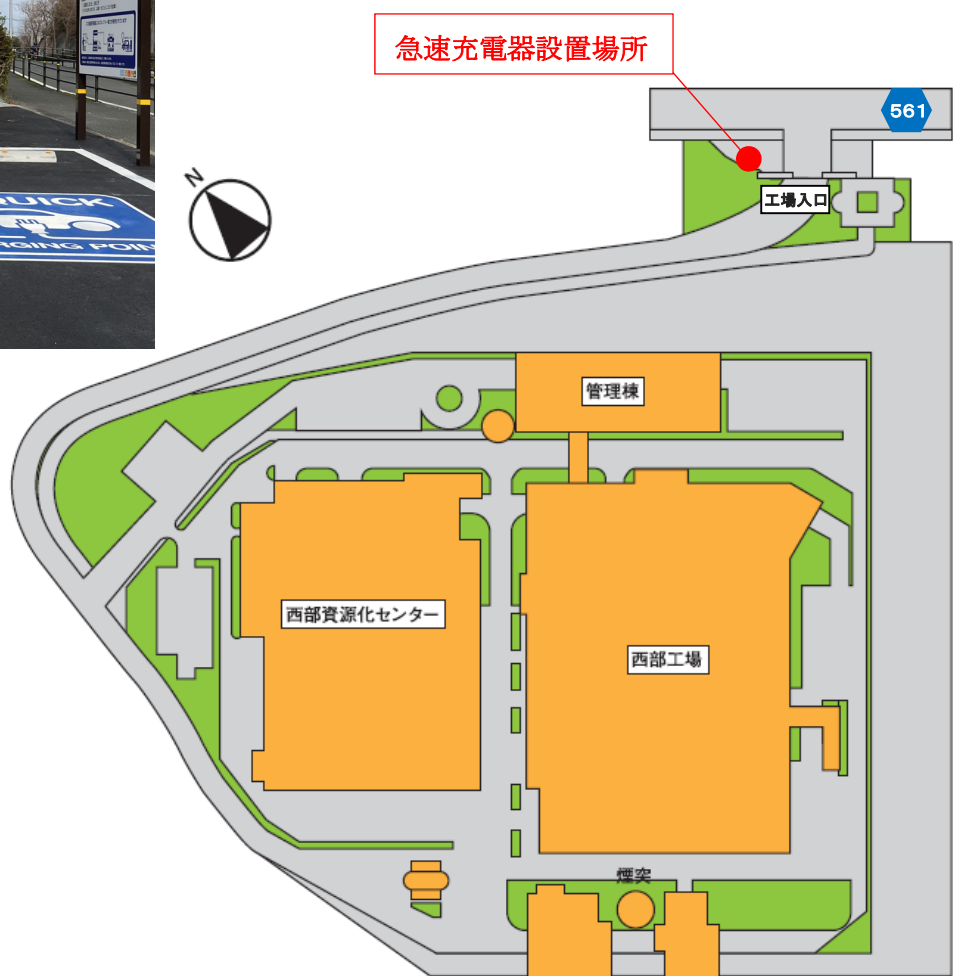 急速充電器設置場所
561
工場入口
N
QUICK
RGING POIN
管理棟
西部資源化センター
西部工場
煙突